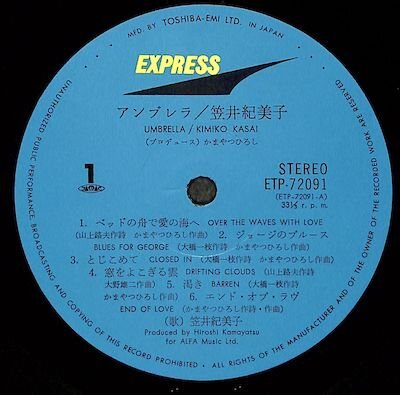 MFD. BY TOSHIBA-EMI LTD. IN JAPAN
EXPRESS
アンブレラ／笠井紀美子
UMBRELLA / KIMIKO KASAI
(プロデュース) かまやつひろし
1
STEREO
ETP-72091
(ETP-72091-A)
33⅓ r. p. m.
1. ベッドの舟で愛の海へ OVER THE WAVES WITH LOVE
(山上路夫作詩 かまやつひろし作曲) 2. ジョージのブルース
BLUES FOR GEORGE (大橋一枝作詩 かまやつひろし作曲)
3. とじこめて CLOSED IN (大橋一枝作詩 かまやつひろし作曲)
4. 窓をよこぎる雲 DRIFTING CLOUDS (山上路夫作詩
大野雄二作曲) 5. 渇き BARREN (大橋一枝作詩
かまやつひろし作曲) 6. エンド・オブ・ラヴ
END OF LOVE (かまやつひろし作詩・作曲)
(歌) 笠井紀美子
Produced by Hiroshi Kamayatsu
for ALFA Music Ltd.
ALL RIGHTS OF THE MANUFACTURER AND OF THE OWNER OF THE RECORDED WORK ARE RESERVED.
UNAUTHORIZED PUBLIC PERFORMANCE, BROADCASTING AND COPYING OF THIS RECORD PROHIBITED •